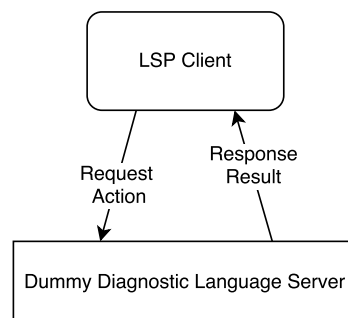 LSP Client
Request
Action
Response
Result
Dummy Diagnostic Language Server